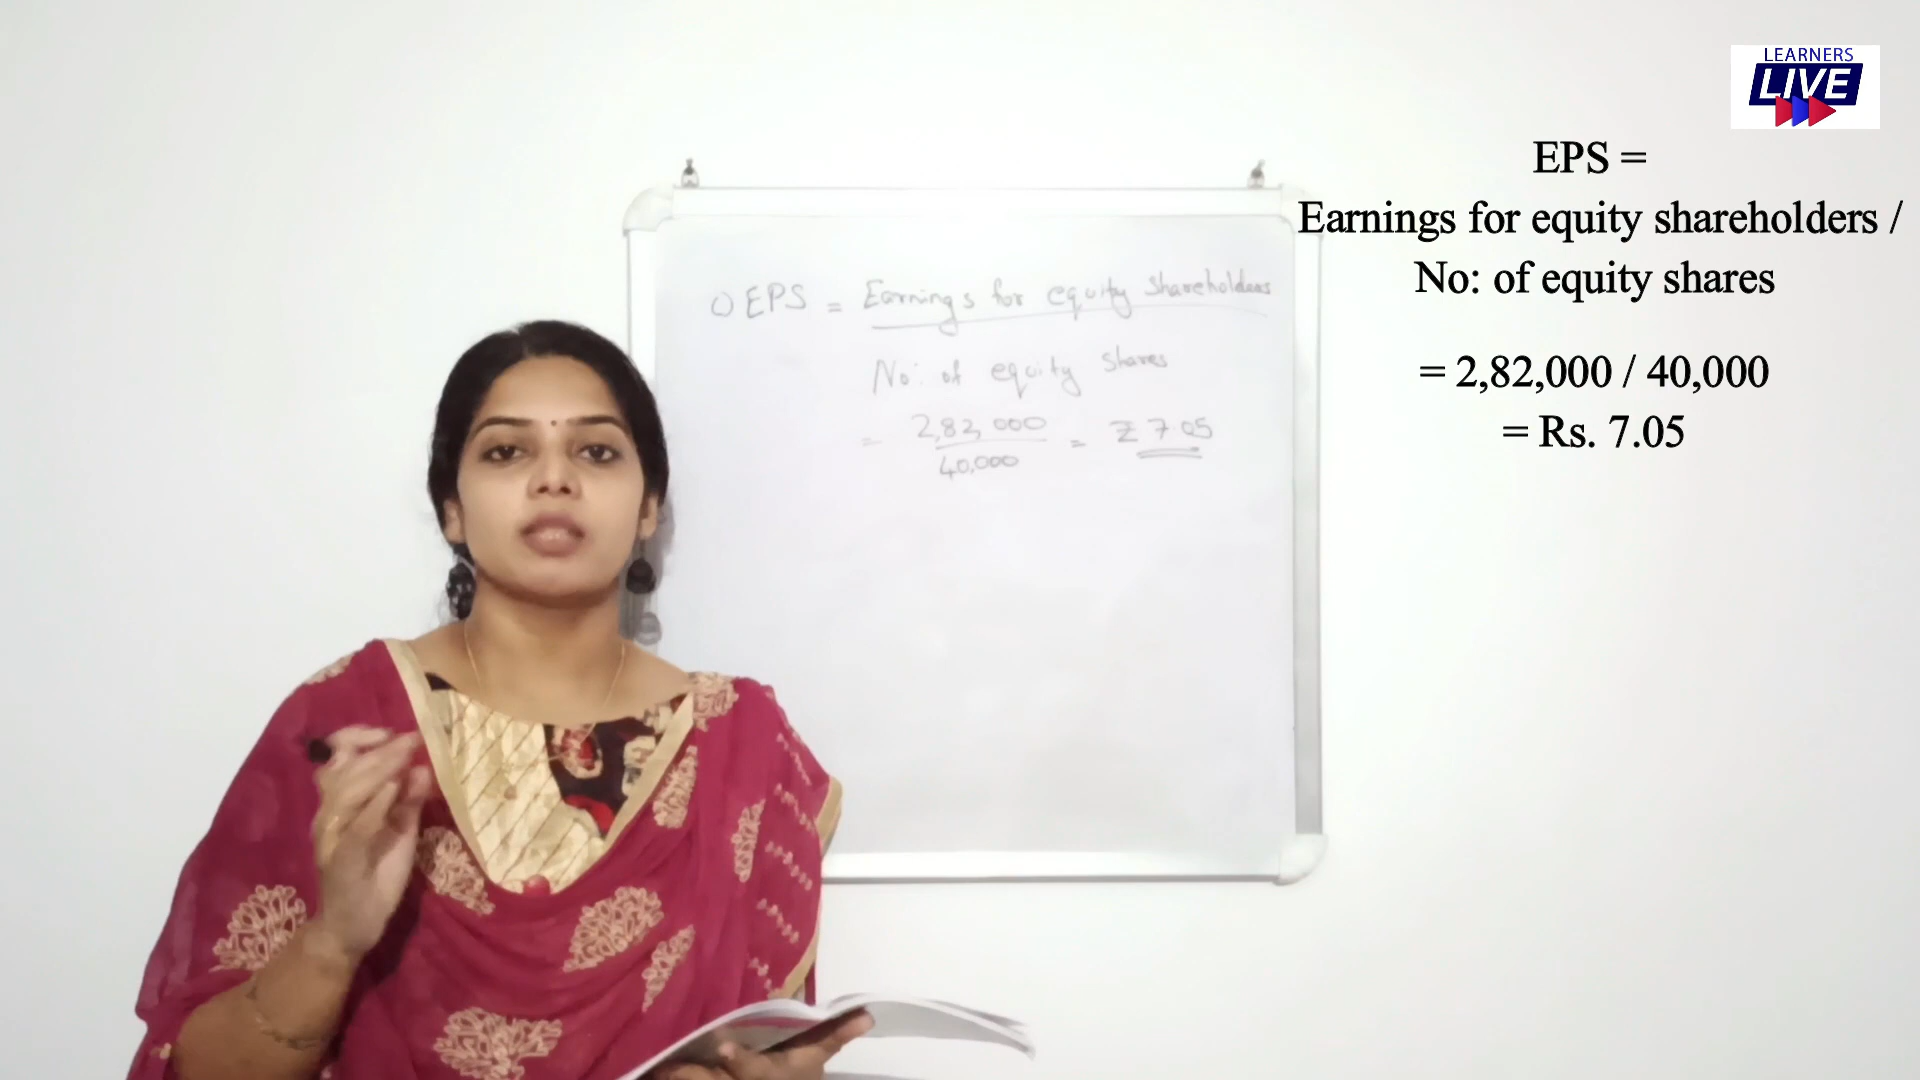 LEARNERS
LIVE
EPS =
Earnings for equity shareholders /
No: of equity shares
= 2,82,000 / 40,000
= Rs. 7.05
EPS = Earnings for equity Shareholders
No: of equity Shares
= 2,82,000 = ₹ 7.05
40,000